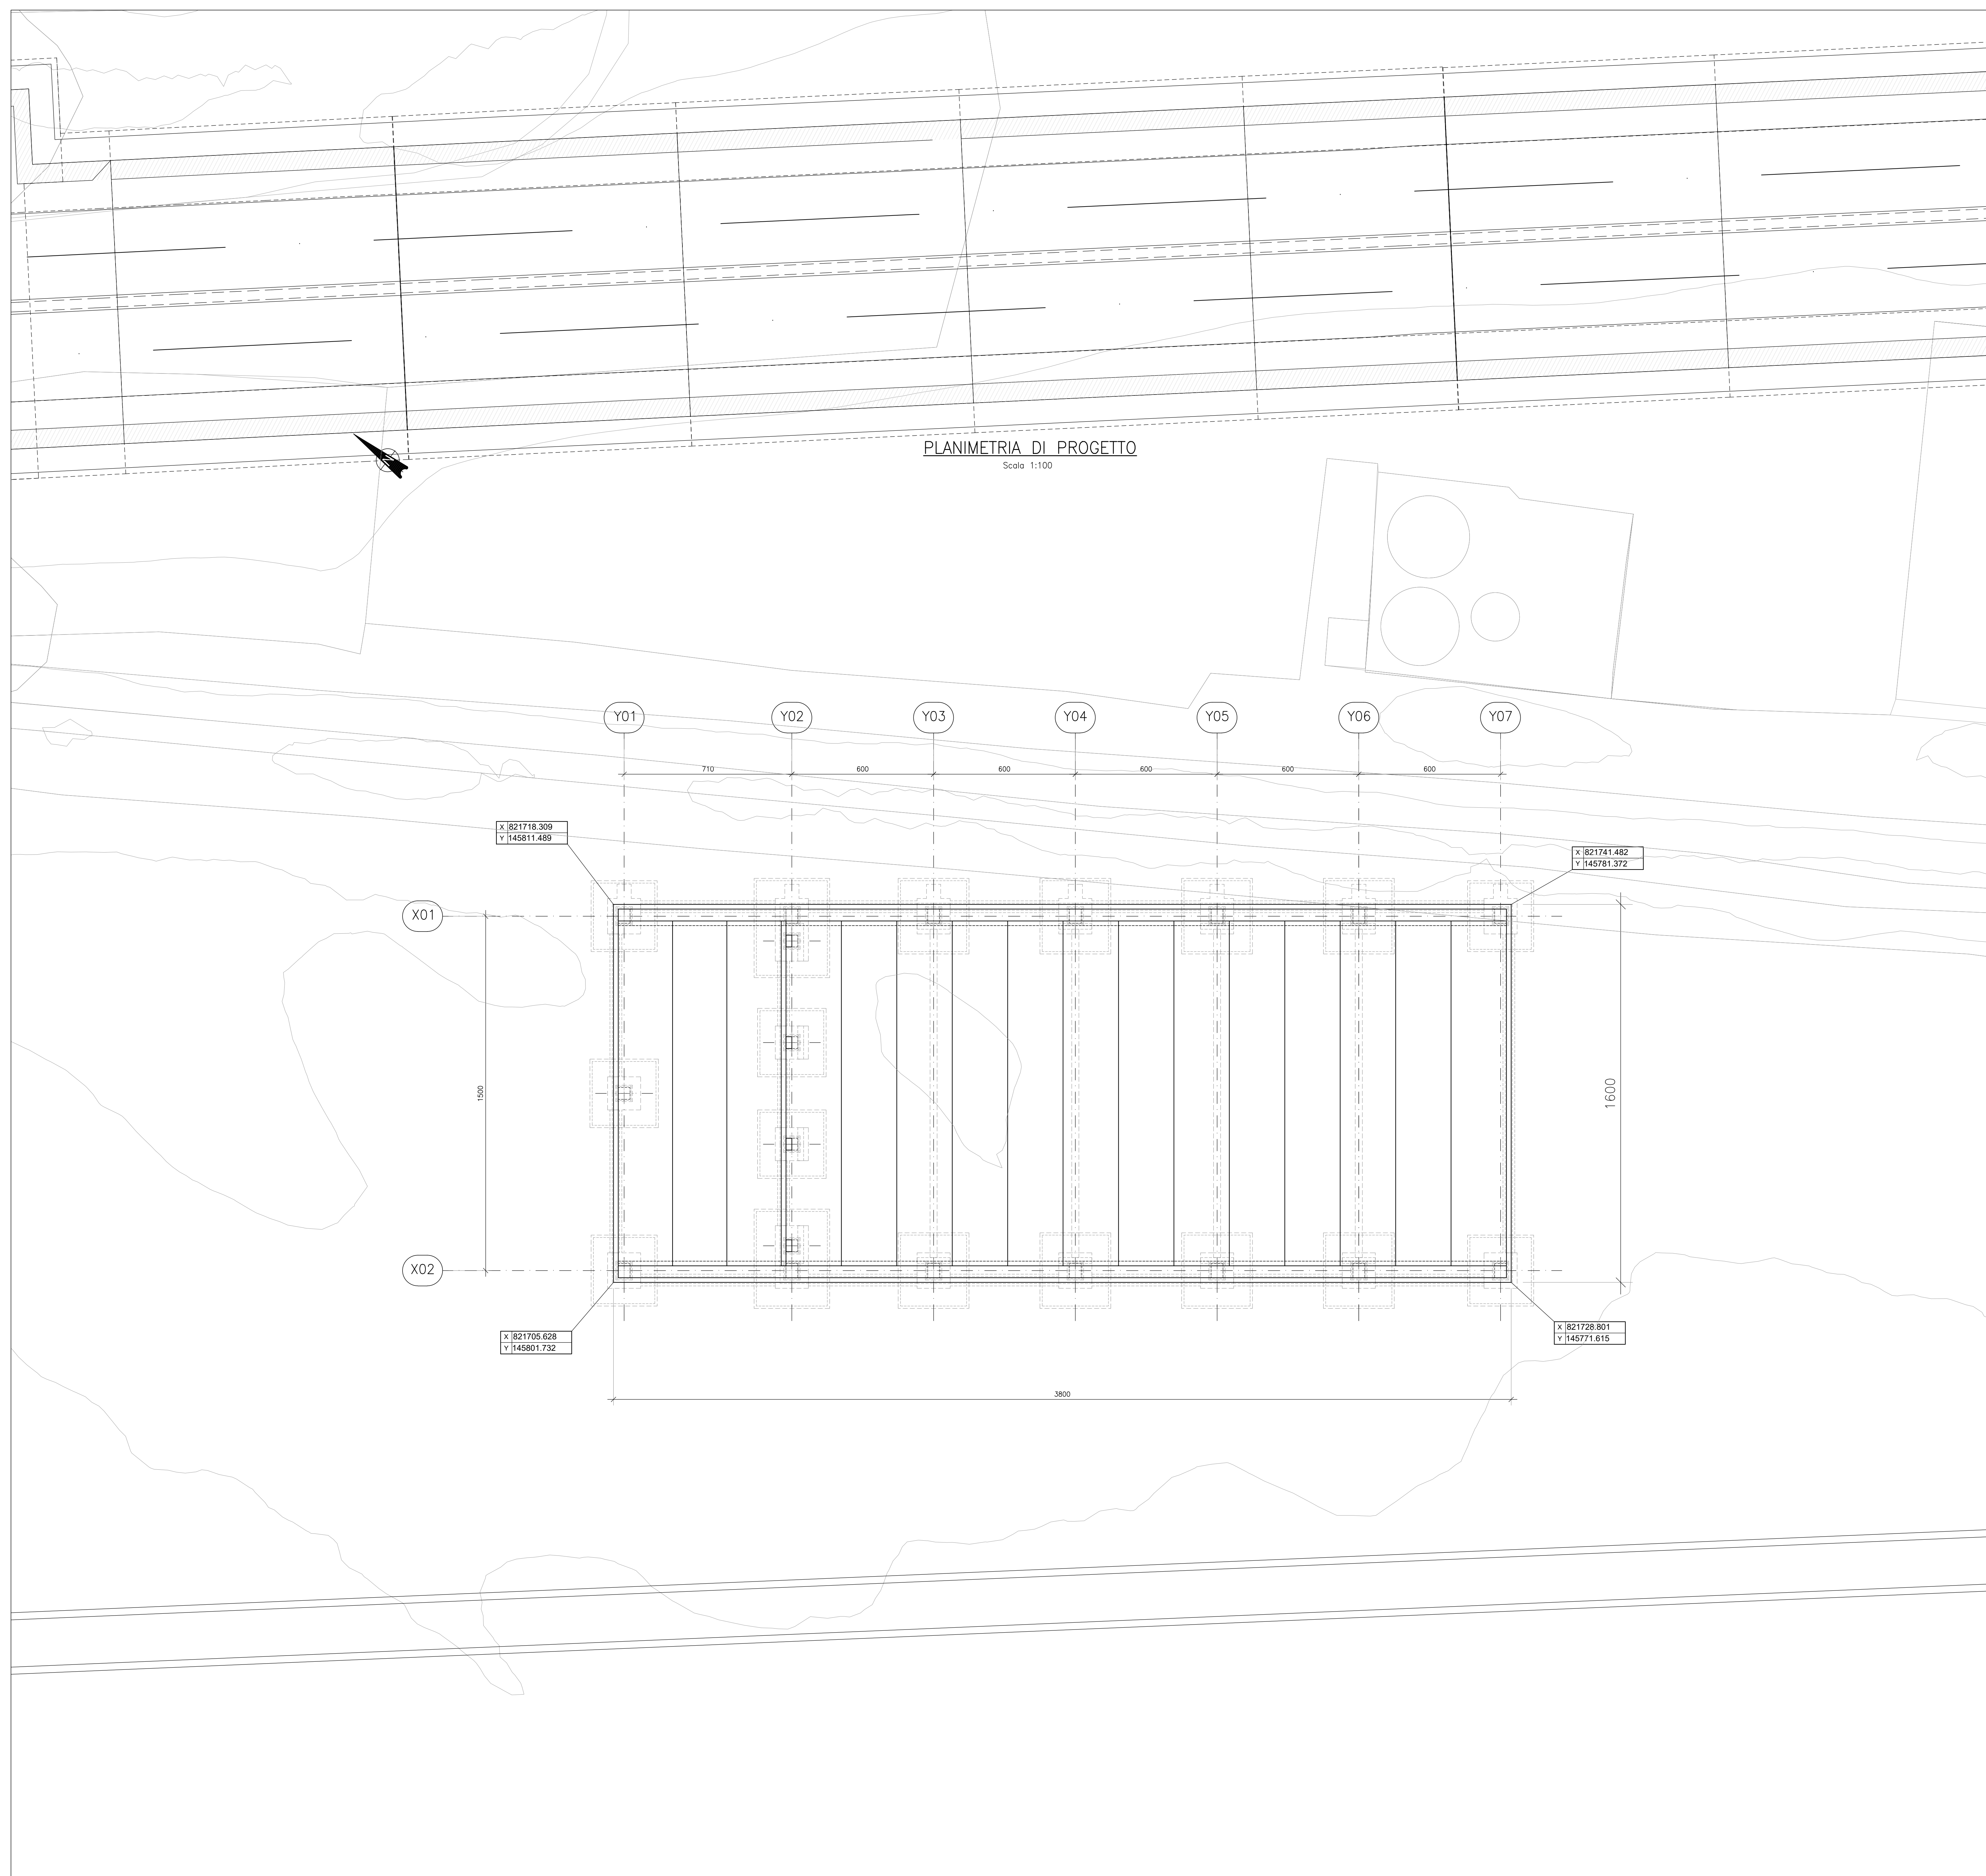 PLANIMETRIA DI PROGETTO
Scala 1:100
Y01 Y02 Y03 Y04 Y05 Y06 Y07
710 600 600 600 600 600
X 821718.309
Y 145811.489
X 821741.482
Y 145781.372
X01
1500
1600
X02
X 821705.628
Y 145801.732
X 821728.801
Y 145771.615
3800